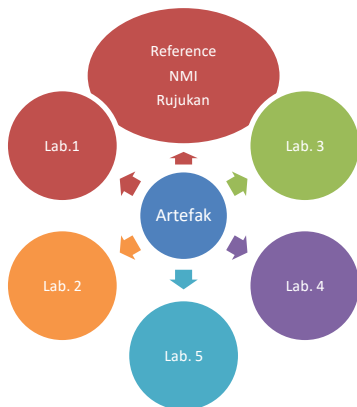 Reference
NMI
Rujukan
Lab.1
Lab. 3
Artefak
Lab. 2
Lab. 4
Lab. 5